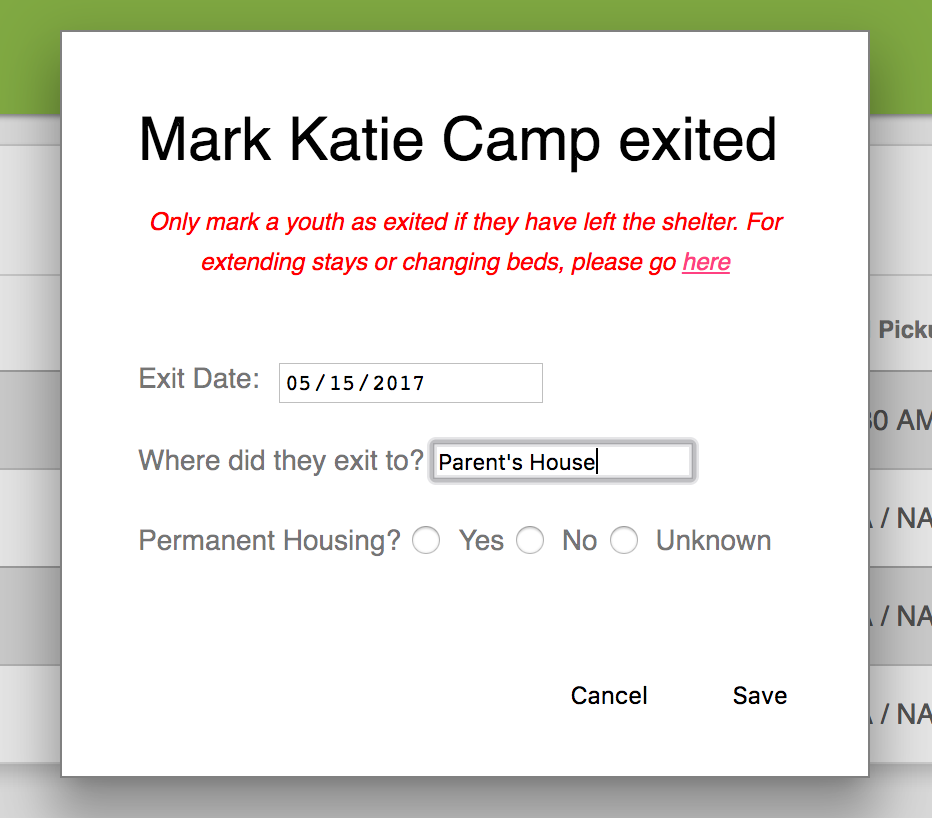 Mark Katie Camp exited
Only mark a youth as exited if they have left the shelter. For
extending stays or changing beds, please go here
Exit Date: 05/15/2017
Where did they exit to? Parent's House
Permanent Housing? Yes No Unknown
Cancel Save
AM
/ NA
/ NA
/ NA